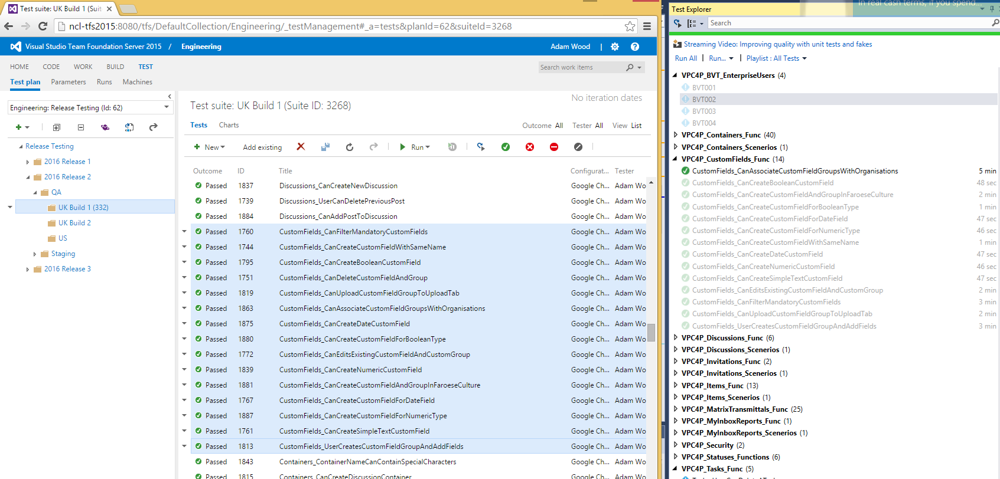 Test suite: UK Build 1 (Suit
ncl-tfs2015:8080/tfs/DefaultCollection/Engineering/_testManagement#_a=tests&planId=62&suiteId=3268
Visual Studio Team Foundation Server 2015 / Engineering
Adam Wood |
HOME CODE WORK BUILD TEST
Search work items
Test plan Parameters Runs Machines
Engineering: Release Testing (Id: 62)
Release Testing
2016 Release 1
2016 Release 2
QA
UK Build 1 (332)
UK Build 2
US
Staging
2016 Release 3
No iteration dates
Test suite: UK Build 1 (Suite ID: 3268)
Tests Charts
Outcome All Tester All View List
New Add existing Run
Outcome ID Title Configurat... Tester
Passed 1837 Discussions_CanCreateNewDiscussion Google Ch... Adam Wo
Passed 1739 Discussions_UserCanDeletePreviousPost Google Ch... Adam Wo
Passed 1884 Discussions_CanAddPostToDiscussion Google Ch... Adam Wo
Passed 1760 CustomFields_CanFilterMandatoryCustomFields Google Ch... Adam Wo
Passed 1744 CustomFields_CanCreateCustomFieldWithSameName Google Ch... Adam Wo
Passed 1795 CustomFields_CanCreateBooleanCustomField Google Ch... Adam Wo
Passed 1751 CustomFields_CanDeleteCustomFieldAndGroup Google Ch... Adam Wo
Passed 1819 CustomFields_CanUploadCustomFieldGroupToUploadTab Google Ch... Adam Wo
Passed 1863 CustomFields_CanAssociateCustomFieldGroupsWithOrganisations Google Ch... Adam Wo
Passed 1875 CustomFields_CanCreateDateCustomField Google Ch... Adam Wo
Passed 1880 CustomFields_CanCreateCustomFieldForBooleanType Google Ch... Adam Wo
Passed 1772 CustomFields_CanEditsExistingCustomFieldAndCustomGroup Google Ch... Adam Wo
Passed 1839 CustomFields_CanCreateNumericCustomField Google Ch... Adam Wo
Passed 1881 CustomFields_CanCreateCustomFieldAndGroupInFaroeseCulture Google Ch... Adam Wo
Passed 1767 CustomFields_CanCreateCustomFieldForDateField Google Ch... Adam Wo
Passed 1887 CustomFields_CanCreateCustomFieldForNumericType Google Ch... Adam Wo
Passed 1761 CustomFields_CanCreateSimpleTextCustomField Google Ch... Adam Wo
Passed 1813 CustomFields_UserCreatesCustomFieldGroupAndAddFields Google Ch... Adam Wo
Passed 1843 Containers_ContainerNameCanContainSpecialCharacters Google Ch... Adam Wo
Passed 1815 Containers_CanCreateDiscussionContainer Google Ch... Adam Wo
In real cash terms, if you spend...
Test Explorer
Search
Streaming Video: Improving quality with unit tests and fakes
Run All | Run... | Playlist : All Tests
VPC4P_BVT_EnterpriseUsers (4)
BVT001
BVT002
BVT003
BVT004
VPC4P_Containers_Func (40)
VPC4P_Containers_Scenerios (1)
VPC4P_CustomFields_Func (14)
CustomFields_CanAssociateCustomFieldGroupsWithOrganisations 5 min
CustomFields_CanCreateBooleanCustomField 48 sec
CustomFields_CanCreateCustomFieldAndGroupInFaroeseCulture 2 min
CustomFields_CanCreateCustomFieldForBooleanType 1 min
CustomFields_CanCreateCustomFieldForDateField 47 sec
CustomFields_CanCreateCustomFieldForNumericType 46 sec
CustomFields_CanCreateCustomFieldWithSameName 1 min
CustomFields_CanCreateDateCustomField 47 sec
CustomFields_CanCreateNumericCustomField 46 sec
CustomFields_CanCreateSimpleTextCustomField 47 sec
CustomFields_CanEditsExistingCustomFieldAndCustomGroup 2 min
CustomFields_CanFilterMandatoryCustomFields 3 min
CustomFields_CanUploadCustomFieldGroupToUploadTab 2 min
CustomFields_UserCreatesCustomFieldGroupAndAddFields 3 min
VPC4P_Discussions_Func (6)
VPC4P_Discussions_Scenerios (1)
VPC4P_Invitations_Func (2)
VPC4P_Invitations_Scenerios (1)
VPC4P_Items_Func (13)
VPC4P_Items_Scenerios (1)
VPC4P_MatrixTransmittals_Func (25)
VPC4P_MyInboxReports_Func (1)
VPC4P_MyInboxReports_Scenerios (1)
VPC4P_Security (2)
VPC4P_Statuses_Functions (6)
VPC4P_Tasks_Func (5)